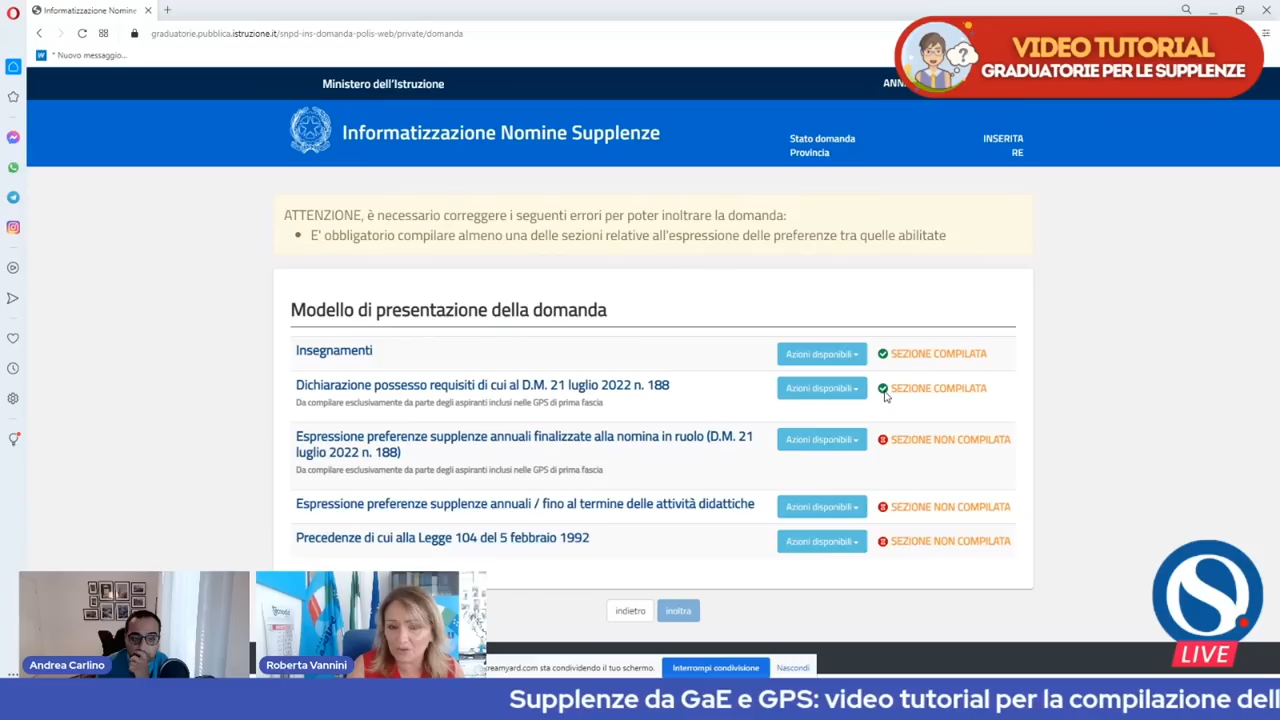 Informatizzazione Nomine
graduatorie.pubblica.istruzione.it/snpd-ins-domanda-polis-web/private/domanda
* Nuovo messaggio...
VIDEO TUTORIAL
GRADUATORIE PER LE SUPPLENZE
Ministero dell'Istruzione
Informatizzazione Nomine Supplenze
Stato domanda INSERITA
Provincia RE
ATTENZIONE, è necessario correggere i seguenti errori per poter inoltrare la domanda:
E' obbligatorio compilare almeno una delle sezioni relative all'espressione delle preferenze tra quelle abilitate
Modello di presentazione della domanda
Insegnamenti Azioni disponibili SEZIONE COMPILATA
Dichiarazione possesso requisiti di cui al D.M. 21 luglio 2022 n. 188 Azioni disponibili SEZIONE COMPILATA
Da compilare esclusivamente da parte degli aspiranti inclusi nelle GPS di prima fascia
Espressione preferenze supplenze annuali finalizzate alla nomina in ruolo (D.M. 21 Azioni disponibili SEZIONE NON COMPILATA
luglio 2022 n. 188)
Da compilare esclusivamente da parte degli aspiranti inclusi nelle GPS di prima fascia
Espressione preferenze supplenze annuali / fino al termine delle attività didattiche Azioni disponibili SEZIONE NON COMPILATA
Precedenze di cui alla Legge 104 del 5 febbraio 1992 Azioni disponibili SEZIONE NON COMPILATA
indietro inoltra
Andrea Carlino
Roberta Vannini
sta condividendo il tuo schermo. Interrompi condivisione Nascondi
S
LIVE
Supplenze da GaE e GPS: video tutorial per la compilazione dell